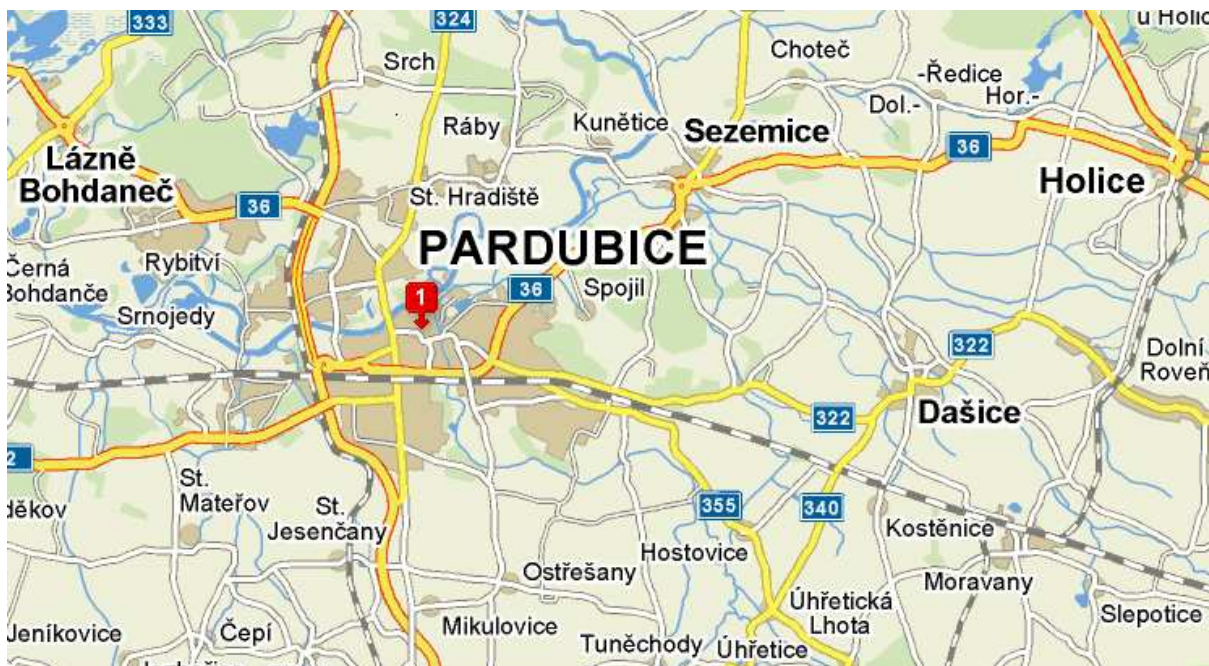 333
324
u Holic
Choteč
Srch
-Ředice
Hor.-
Dol.-
Ráby
Kunětice
Sezemice
36
Lázně
Bohdaneč
Holice
St. Hradiště
36
PARDUBICE
Rybitví
Černá
Bohdanče
36
Spojil
1
Srnojedy
322
Dolní
Roveň
322
Dašice
2
St.
Mateřov
děkov
355
340
St.
Jesenčany
Kostěnice
Hostovice
Ostřešany
Moravany
Úhřetická
Lhota
Slepotice
Jeníkovice
Čepí
Mikulovice
Tuněchody
Úhřetice